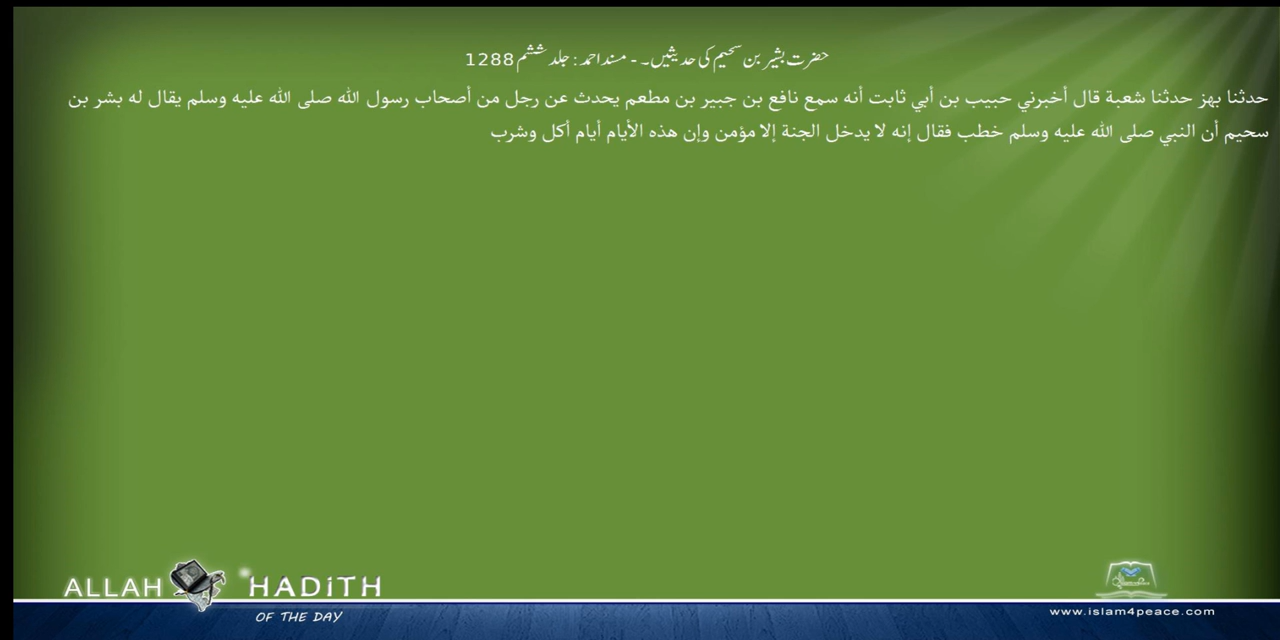 حضرت بشیر بن سحیم کی حدیثیں۔ - مسند احمد : جلد ششم 1288
حدثنا بهز حدثنا شعبة قال أخبرني حبيب بن أبي ثابت أنه سمع نافع بن جبير بن مطعم يحدث عن رجل من أصحاب رسول الله صلى الله عليه وسلم يقال له بشر بن
سحيم أن النبي صلى الله عليه وسلم خطب فقال إنه لا يدخل الجنة إلا مؤمن وإن هذه الأيام أيام أكل وشرب
ALLAH HADiTH
OF THE DAY
www.islam4peace.com